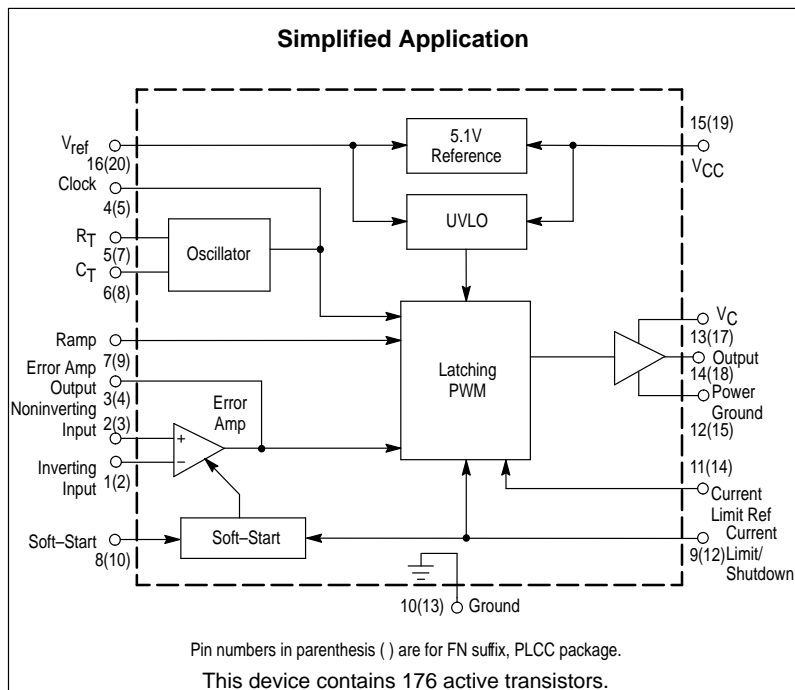 Simplified Application
Vref
16(20)
Clock
4(5)
RT
5(7)
CT
6(8)
Ramp
7(9)
Error Amp
Output
3(4)
Noninverting
Input
2(3)
Inverting
Input
1(2)
Soft–Start
8(10)
5.1V
Reference
UVLO
Oscillator
Latching
PWM
Error
Amp
+
–
Soft–Start
15(19)
VCC
VC
13(17)
Output
14(18)
Power
Ground
12(15)
11(14)
Current
Limit Ref
Current
Limit/
Shutdown
9(12)
10(13)
Ground
Pin numbers in parenthesis ( ) are for FN suffix, PLCC package.
This device contains 176 active transistors.